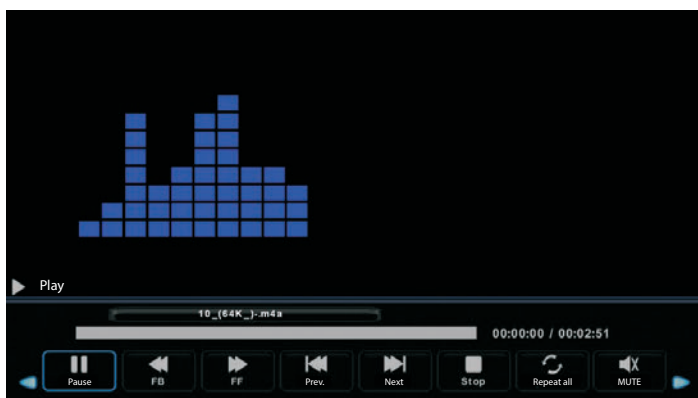 Play
10_(64K_)-.m4a
00:00:00 / 00:02:51
Pause FB FF Prev. Next Stop Repeat all MUTE